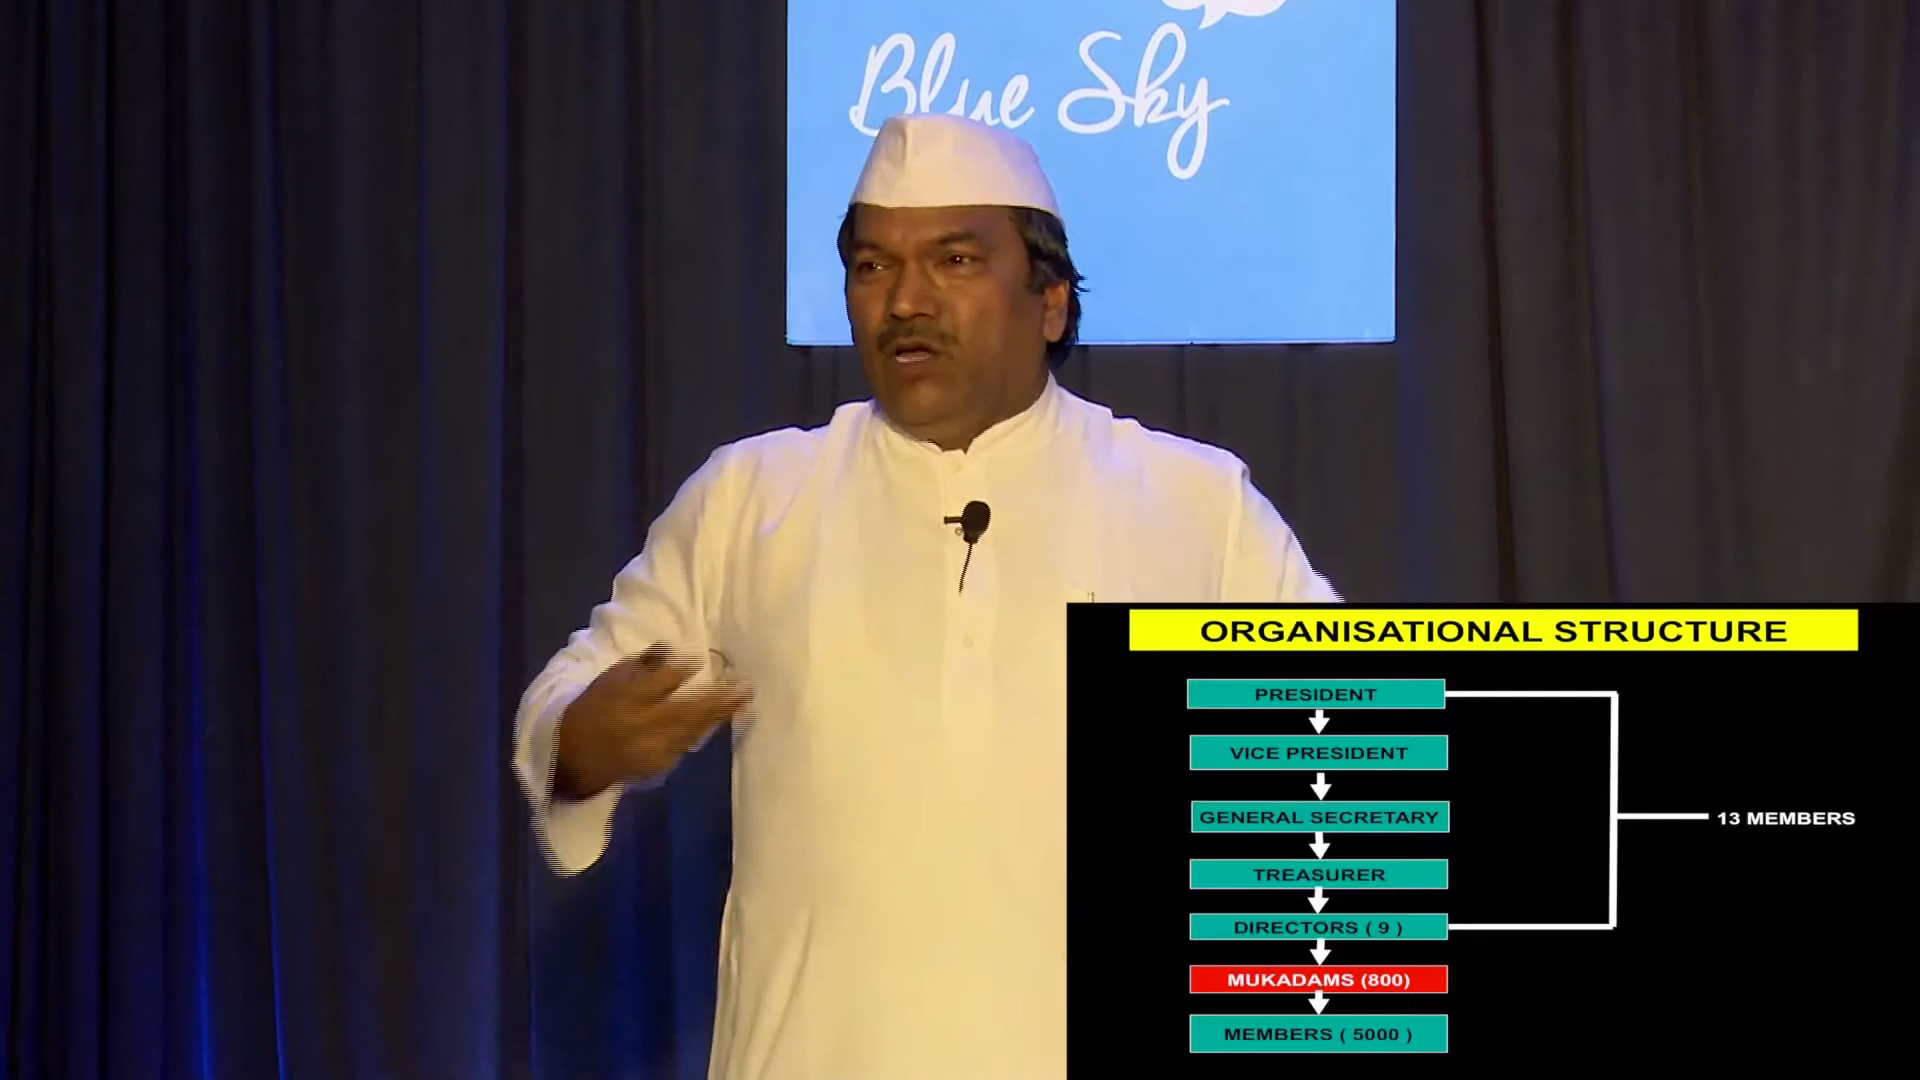 Blue Sky
ORGANISATIONAL STRUCTURE
PRESIDENT
VICE PRESIDENT
GENERAL SECRETARY
13 MEMBERS
TREASURER
DIRECTORS ( 9 )
MUKADAMS (800)
MEMBERS ( 5000 )